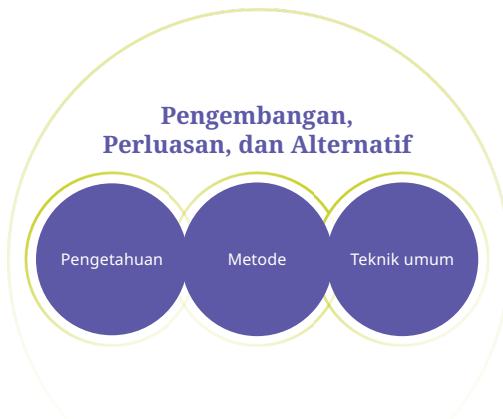 Pengembangan,
Perluasan, dan Alternatif
Pengetahuan
Metode
Teknik umum